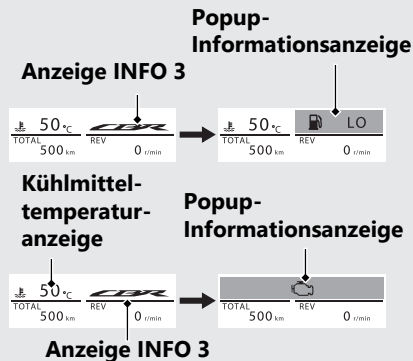 Popup-
Informationsanzeige
Anzeige INFO 3
50 °C CBR
TOTAL 500 km REV 0 r/min
50 °C LO
TOTAL 500 km REV 0 r/min
Kühlmittel-
temperatur-
anzeige
Popup-
Informationsanzeige
50 °C CBR
TOTAL 500 km REV 0 r/min
TOTAL 500 km REV 0 r/min
Anzeige INFO 3